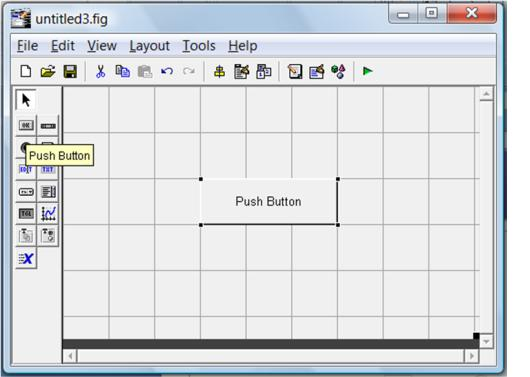 untitled3.fig
File Edit View Layout Tools Help
OK
Push Button
EDIT TXT
TGL
X
Push Button